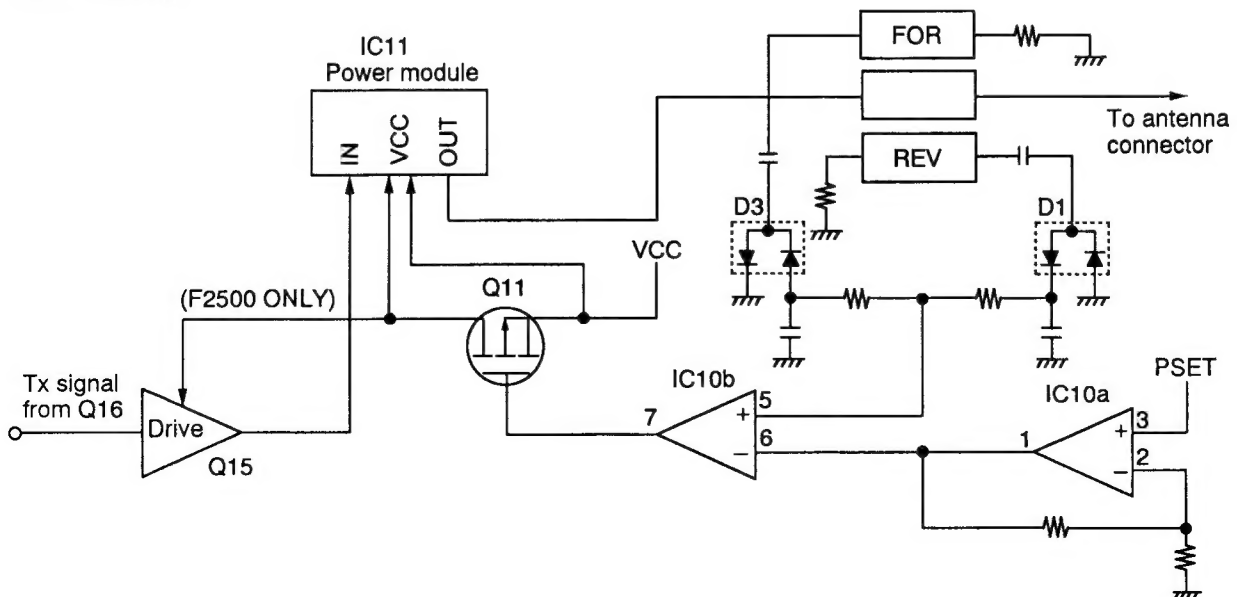 IC11
Power module
IN
VCC
OUT
FOR
REV
To antenna
connector
D3
D1
VCC
(F2500 ONLY)
Q11
Tx signal
from Q16
Drive
Q15
IC10b
7
5
+
6
−
IC10a
PSET
1
3
+
2
−